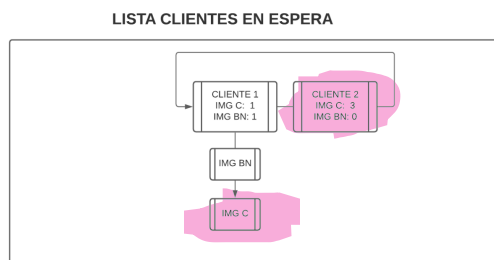 LISTA CLIENTES EN ESPERA
CLIENTE 1
IMG C: 1
IMG BN: 1
CLIENTE 2
IMG C: 3
IMG BN: 0
IMG BN
IMG C